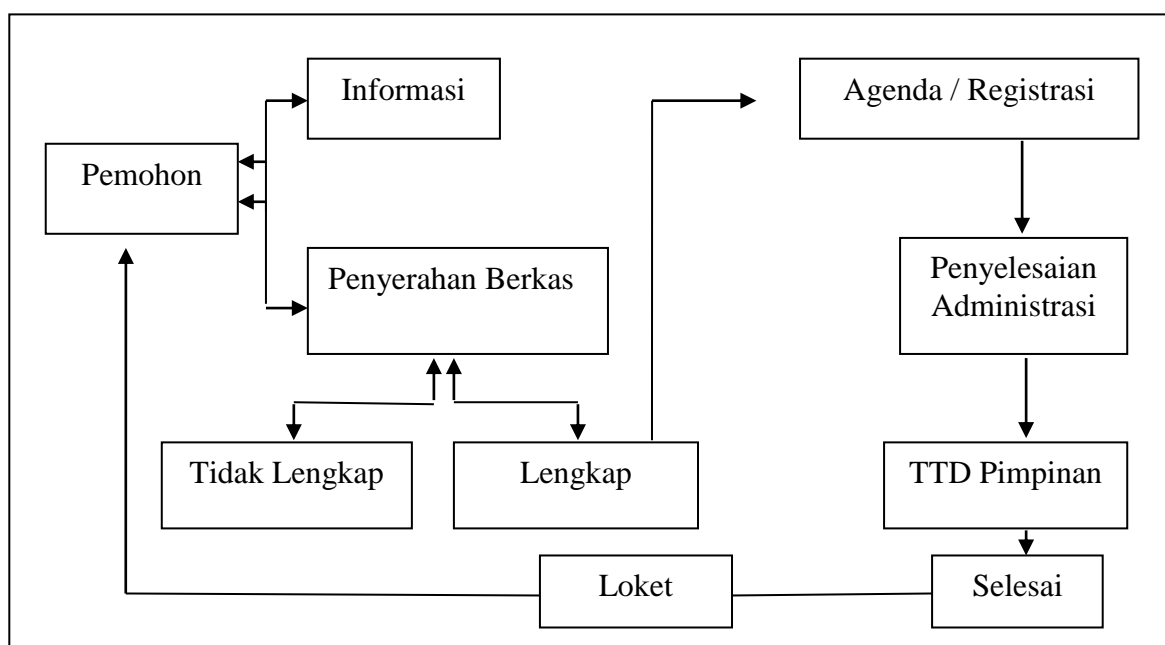 Informasi
Agenda / Registrasi
Pemohon
Penyerahan Berkas
Penyelesaian
Administrasi
Tidak Lengkap
Lengkap
TTD Pimpinan
Loket
Selesai